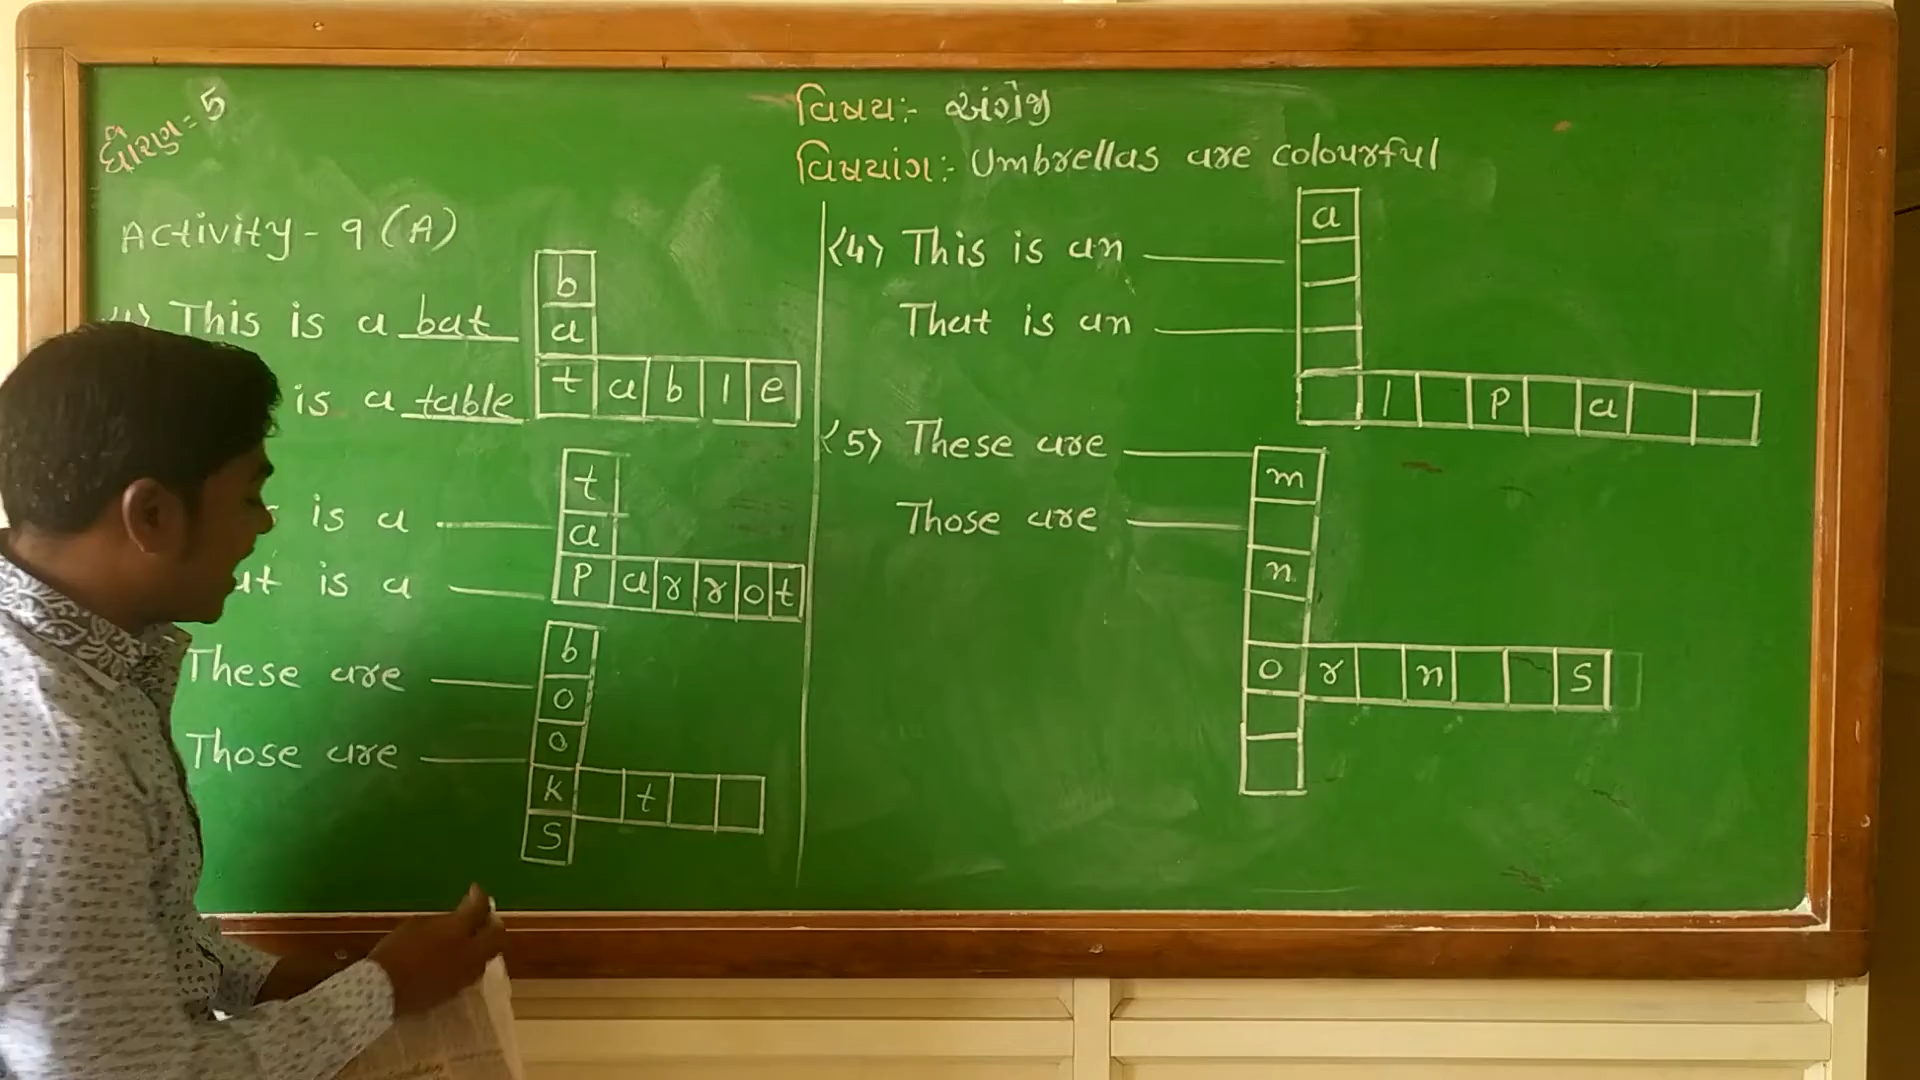 ધોરણ = 5
વિષય:- અંગ્રેજી
વિષયાંગ:- Umbrellas are colourful
Activity - 9 (A)
This is a bat
is a table
b
a
t a b l e
is a
is a
t
a
p a r r o t
These are
Those are
b
o
o
k t
s
(4) This is an
That is an
a
l p a
(5) These are
Those are
m
n
o r n s